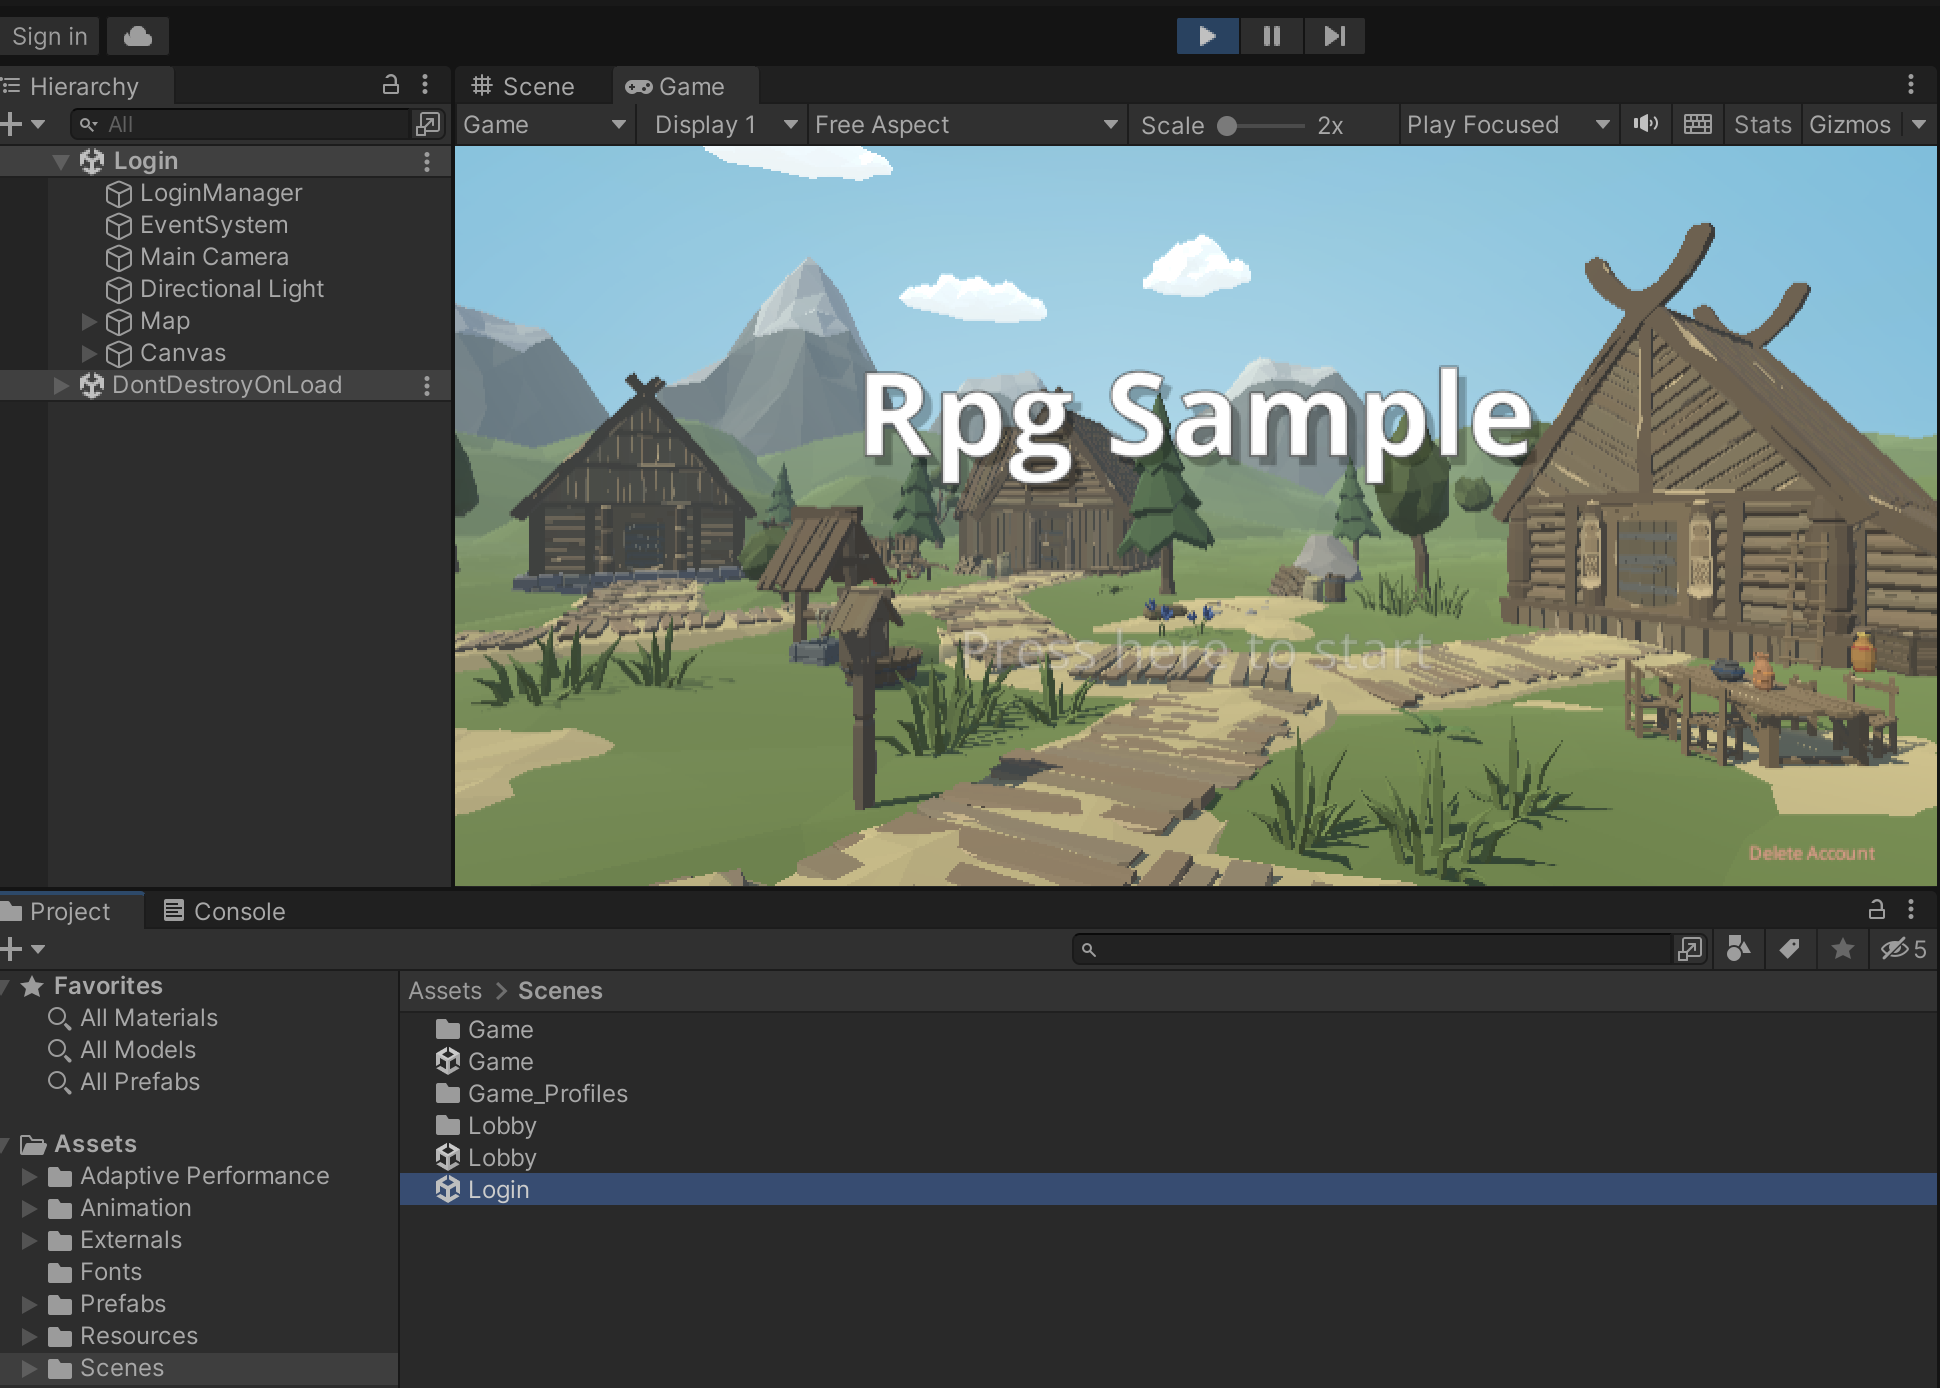 Sign in
Hierarchy
All
Login
LoginManager
EventSystem
Main Camera
Directional Light
Map
Canvas
DontDestroyOnLoad
Scene
Game
Game
Display 1
Free Aspect
Scale
2x
Play Focused
Stats
Gizmos
Rpg Sample
Press here to start
Delete Account
Project
Console
5
Favorites
All Materials
All Models
All Prefabs
Assets
Adaptive Performance
Animation
Externals
Fonts
Prefabs
Resources
Scenes
Assets > Scenes
Game
Game
Game_Profiles
Lobby
Lobby
Login